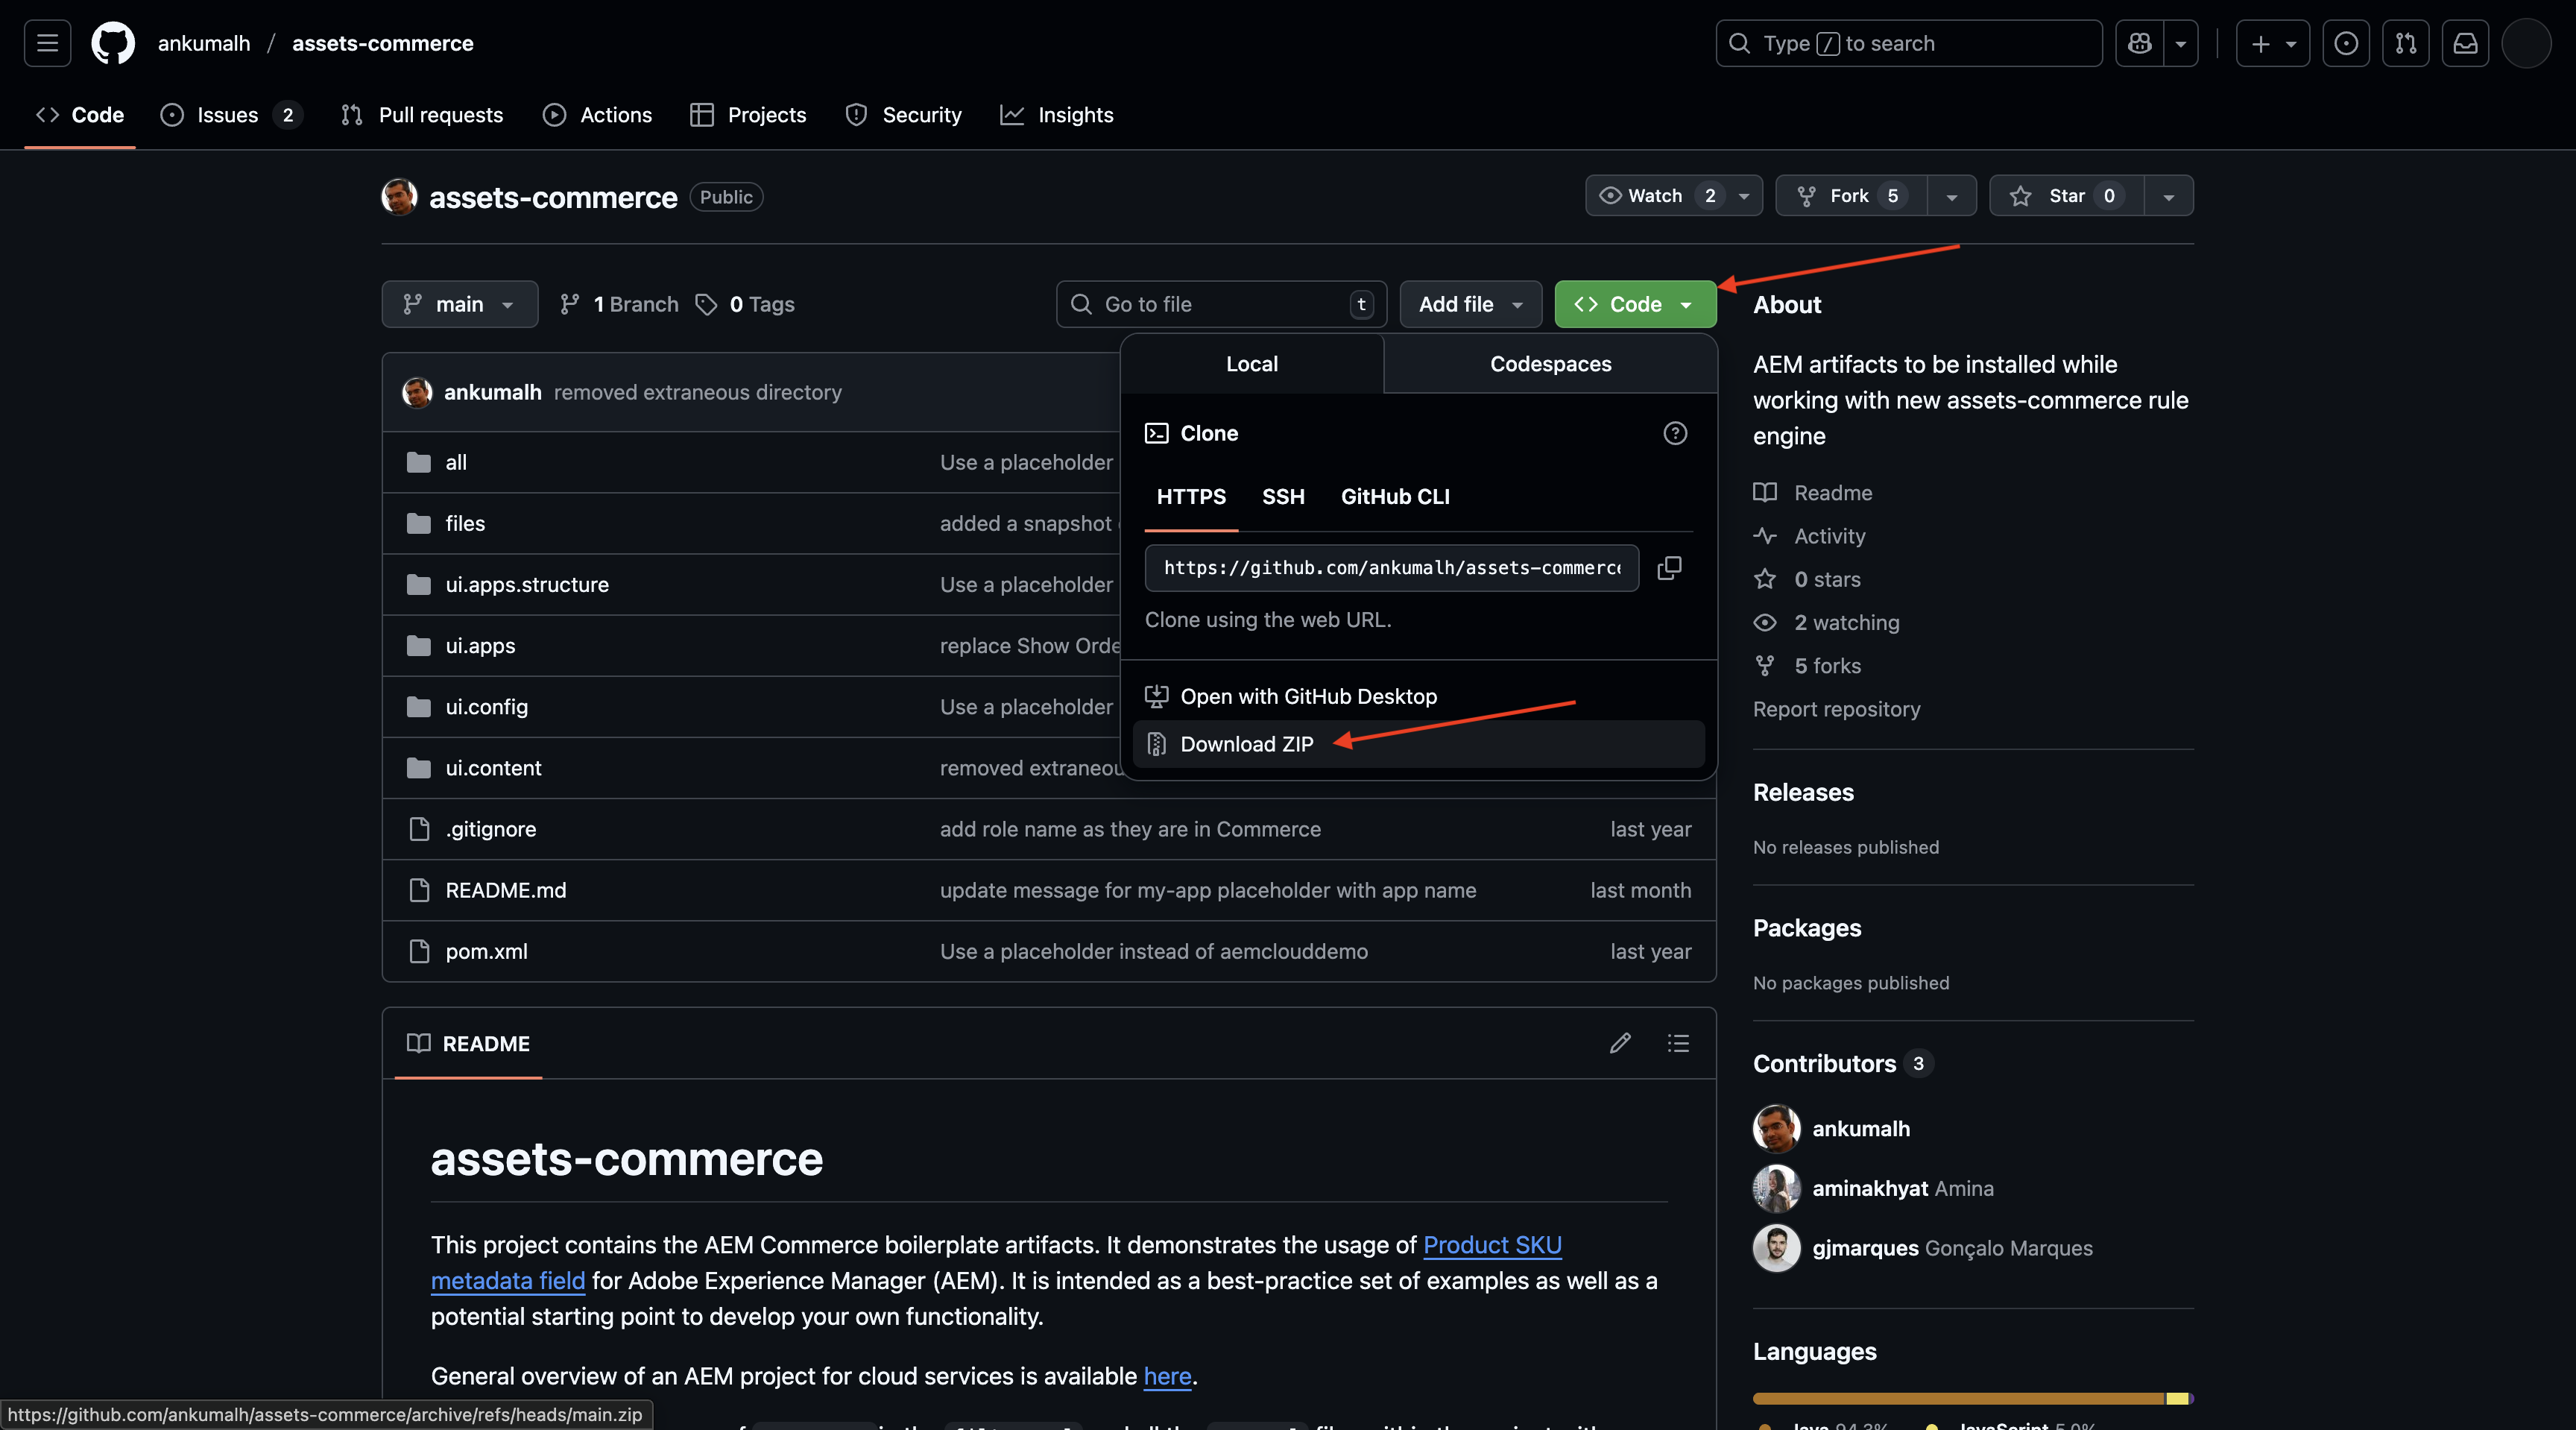 ankumalh / assets-commerce
Type / to search
Code
Issues 2
Pull requests
Actions
Projects
Security
Insights
assets-commerce Public
Watch 2
Fork 5
Star 0
main
1 Branch
0 Tags
Go to file t
Add file
Code
Local
Codespaces
Clone
HTTPS SSH GitHub CLI
https://github.com/ankumalh/assets-commerce
Clone using the web URL.
Open with GitHub Desktop
Download ZIP
ankumalh removed extraneous directory
all Use a placeholder
files added a snapshot
ui.apps.structure Use a placeholder
ui.apps replace Show Orde
ui.config Use a placeholder
ui.content removed extraneou
.gitignore add role name as they are in Commerce last year
README.md update message for my-app placeholder with app name last month
pom.xml Use a placeholder instead of aemclouddemo last year
README
assets-commerce
This project contains the AEM Commerce boilerplate artifacts. It demonstrates the usage of Product SKU
metadata field for Adobe Experience Manager (AEM). It is intended as a best-practice set of examples as well as a
potential starting point to develop your own functionality.
General overview of an AEM project for cloud services is available here.
https://github.com/ankumalh/assets-commerce/archive/refs/heads/main.zip
About
AEM artifacts to be installed while
working with new assets-commerce rule
engine
Readme
Activity
0 stars
2 watching
5 forks
Report repository
Releases
No releases published
Packages
No packages published
Contributors 3
ankumalh
aminakhyat Amina
gjmarques Gonçalo Marques
Languages
Java 94.3% JavaScript 5.0%